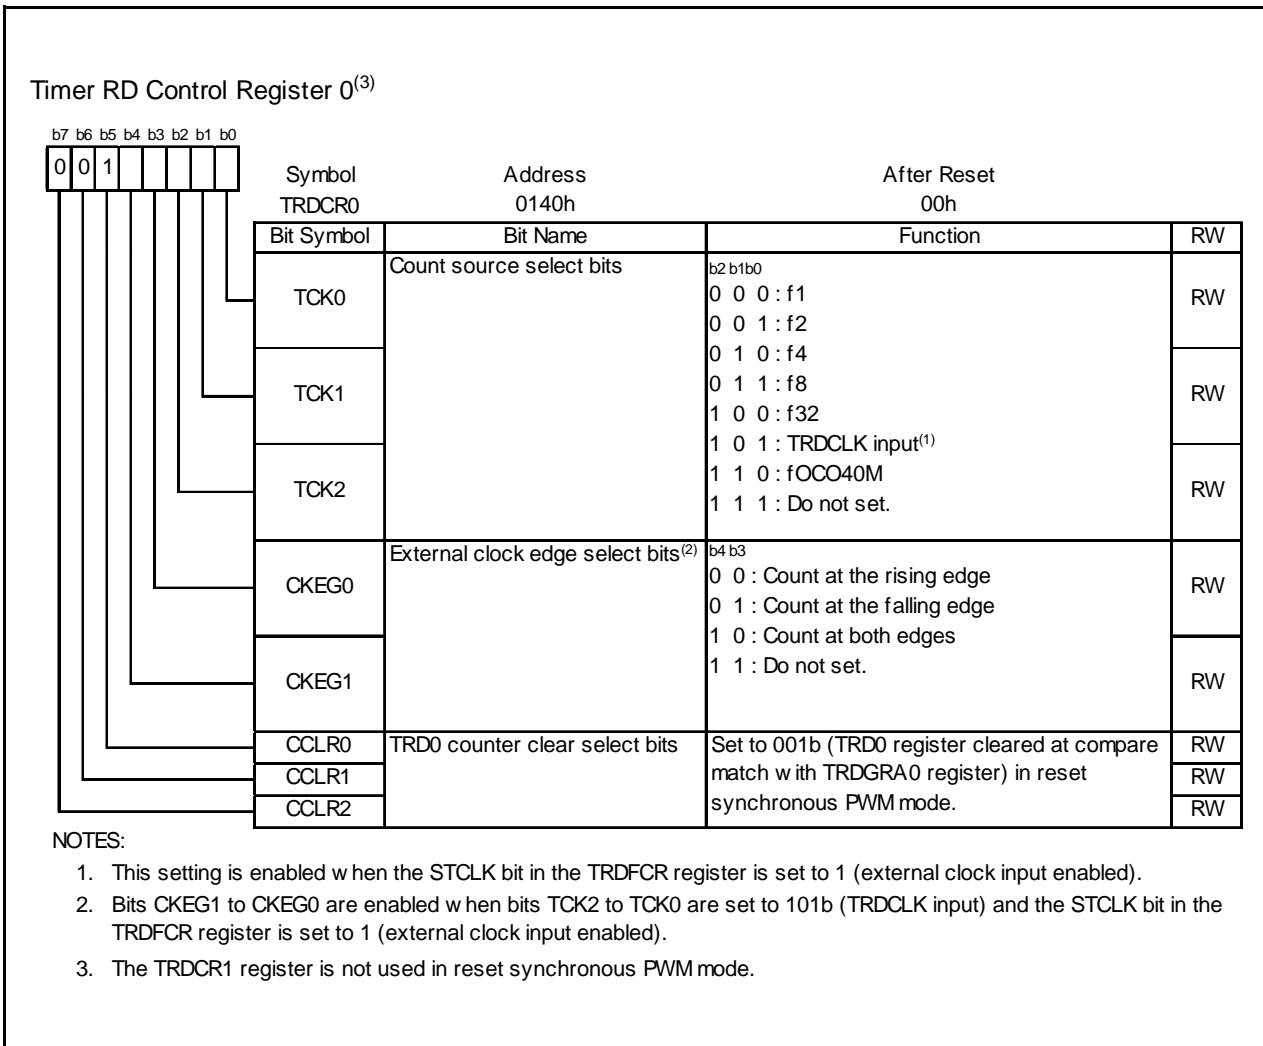 Timer RD Control Register 0(3)
b7 b6 b5 b4 b3 b2 b1 b0
0 0 1
Symbol Address After Reset
TRDCR0 0140h 00h
Bit Symbol Bit Name Function RW
TCK0 Count source select bits b2 b1b0 RW
0 0 0 : f1
0 0 1 : f2
0 1 0 : f4
TCK1 0 1 1 : f8 RW
1 0 0 : f32
1 0 1 : TRDCLK input(1)
TCK2 1 1 0 : fOCO40M RW
1 1 1 : Do not set.
External clock edge select bits(2) b4 b3
CKEG0 0 0 : Count at the rising edge RW
0 1 : Count at the falling edge
1 0 : Count at both edges
CKEG1 1 1 : Do not set. RW
CCLR0 TRD0 counter clear select bits Set to 001b (TRD0 register cleared at compare RW
CCLR1 match with TRDGRA0 register) in reset RW
CCLR2 synchronous PWM mode. RW
NOTES:
1. This setting is enabled when the STCLK bit in the TRDFCR register is set to 1 (external clock input enabled).
2. Bits CKEG1 to CKEG0 are enabled when bits TCK2 to TCK0 are set to 101b (TRDCLK input) and the STCLK bit in the
TRDFCR register is set to 1 (external clock input enabled).
3. The TRDCR1 register is not used in reset synchronous PWM mode.